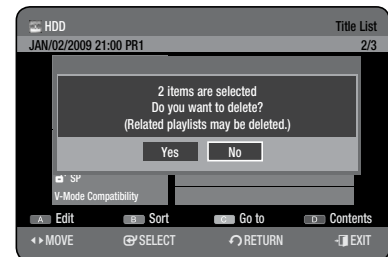 HDD Title List
JAN/02/2009 21:00 PR1 2/3
2 items are selected
Do you want to delete?
(Related playlists may be deleted.)
Yes No
SP
V-Mode Compatibility
A Edit B Sort C Go to D Contents
MOVE SELECT RETURN EXIT